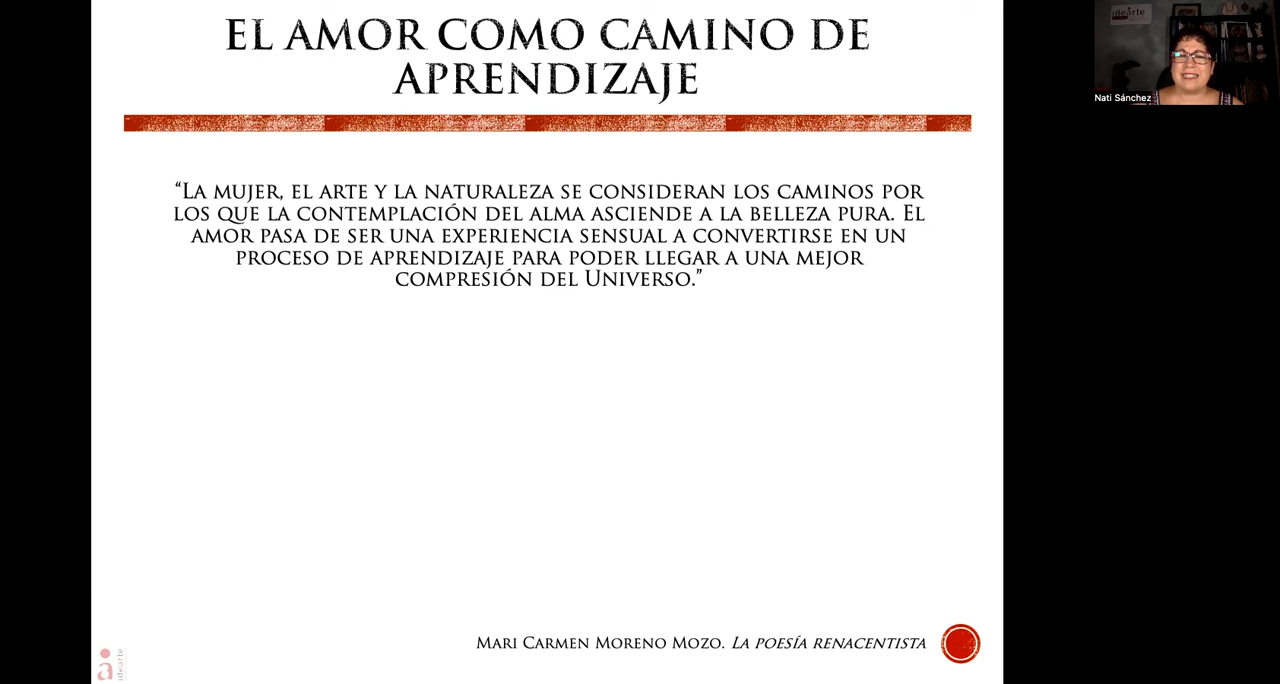 EL AMOR COMO CAMINO DE
APRENDIZAJE
“La mujer, el arte y la naturaleza se consideran los caminos por
los que la contemplación del alma asciende a la belleza pura. El
amor pasa de ser una experiencia sensual a convertirse en un
proceso de aprendizaje para poder llegar a una mejor
compresión del Universo.”
Mari Carmen Moreno Mozo. La poesía renacentista
a idearte
idearte
Nati Sánchez